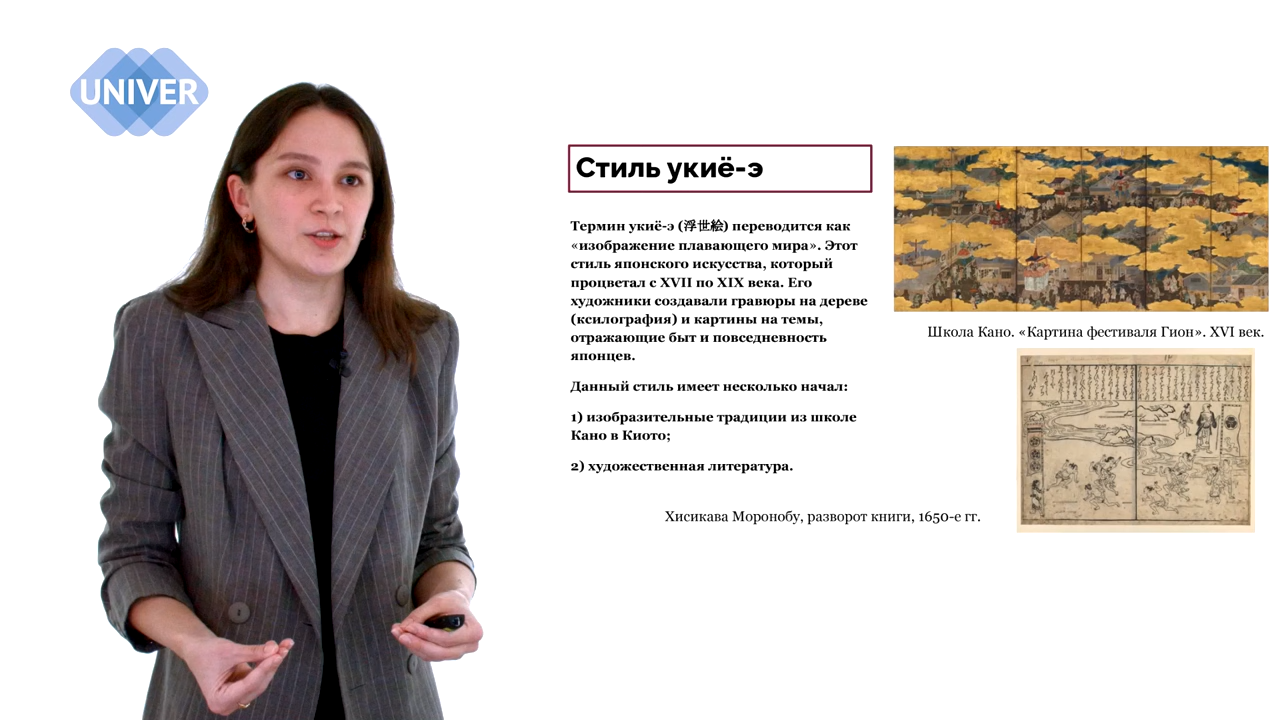 UNIVER
Стиль укиё-э
Термин укиё-э (浮世絵) переводится как
«изображение плавающего мира». Этот
стиль японского искусства, который
процветал с XVII по XIX века. Его
художники создавали гравюры на дереве
(ксилография) и картины на темы,
отражающие быт и повседневность
японцев.
Данный стиль имеет несколько начал:
1) изобразительные традиции из школе
Кано в Киото;
2) художественная литература.
Школа Кано. «Картина фестиваля Гион». XVI век.
Хисикава Моронобу, разворот книги, 1650-е гг.